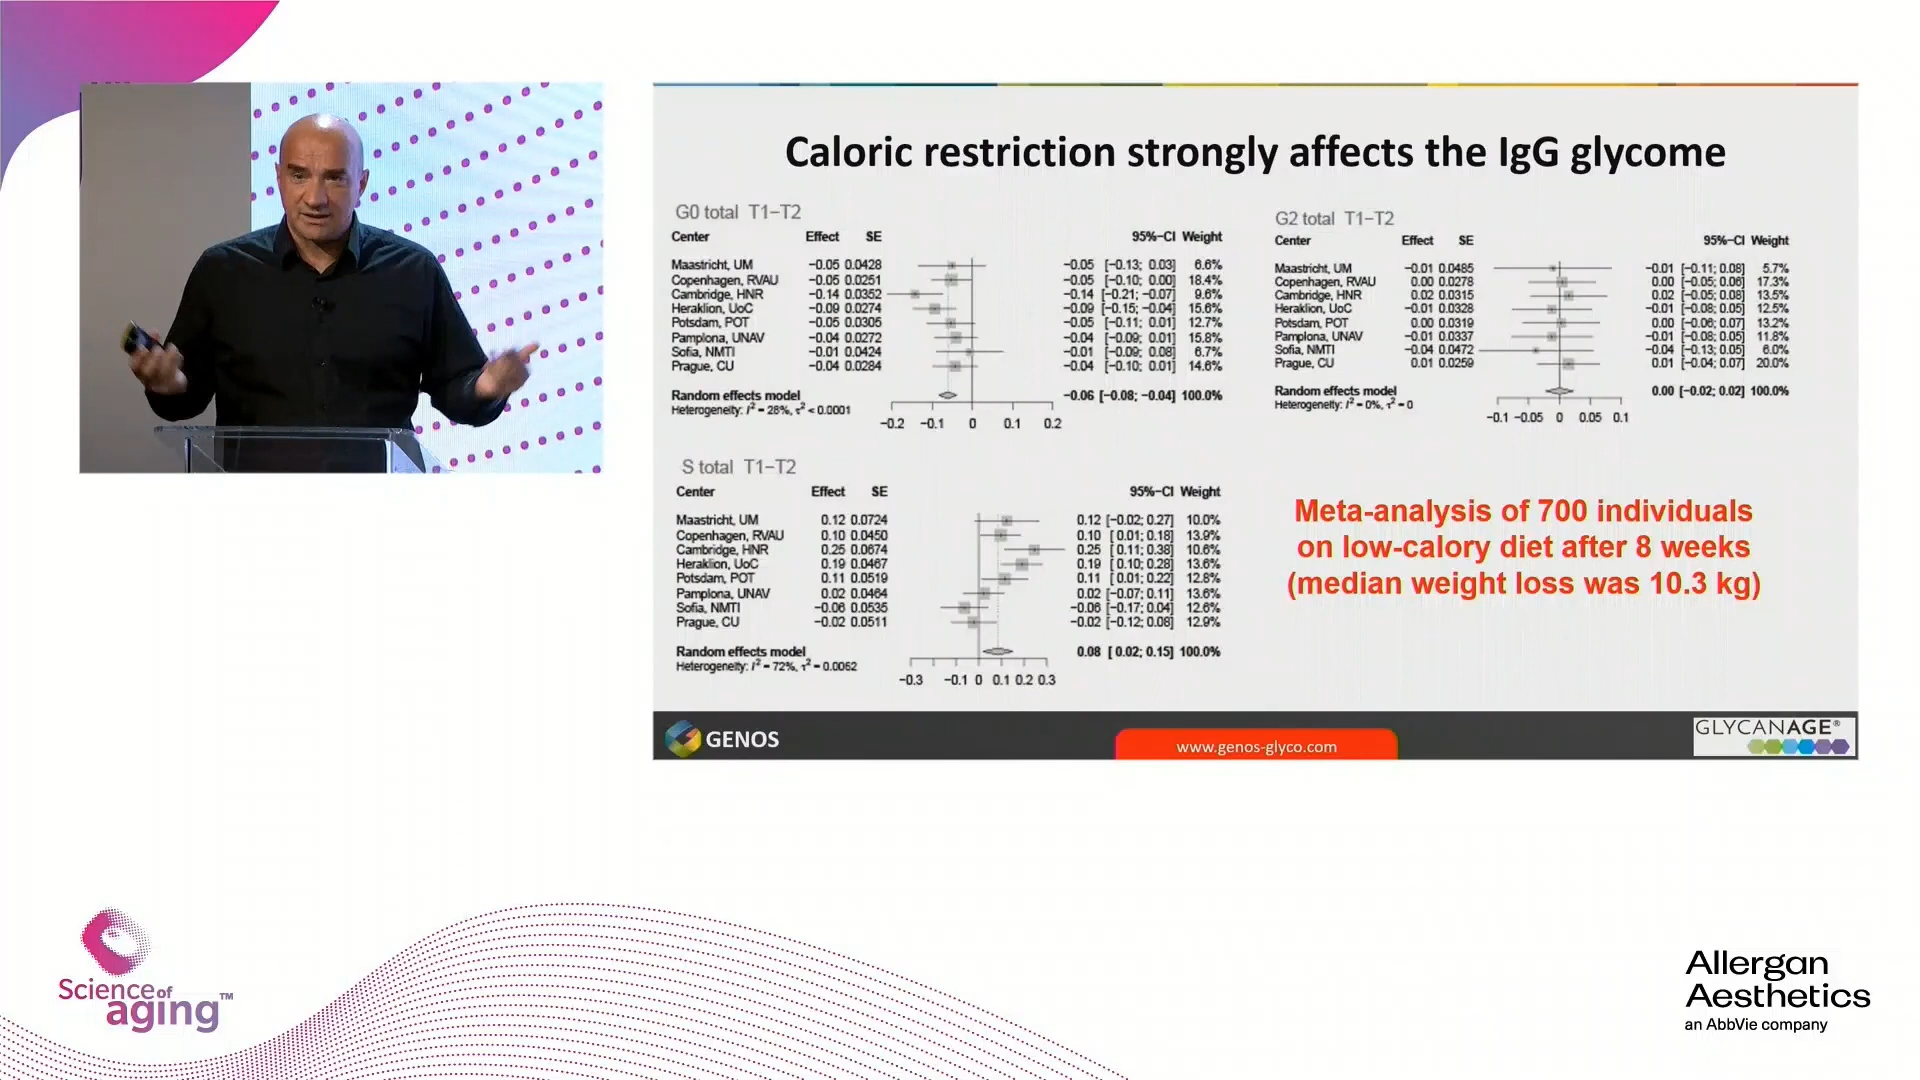 Caloric restriction strongly affects the IgG glycome
G0 total T1−T2
Center Effect SE 95%−CI Weight
Maastricht, UM −0.05 0.0428 −0.05 [−0.13; 0.03] 6.6%
Copenhagen, RVAU −0.05 0.0251 −0.05 [−0.10; 0.00] 18.4%
Cambridge, HNR −0.14 0.0352 −0.14 [−0.21; −0.07] 9.6%
Heraklion, UoC −0.09 0.0274 −0.09 [−0.15; −0.04] 15.6%
Potsdam, POT −0.05 0.0305 −0.05 [−0.11; 0.01] 12.7%
Pamplona, UNAV −0.04 0.0272 −0.04 [−0.09; 0.01] 15.8%
Sofia, NMTI −0.01 0.0424 −0.01 [−0.09; 0.08] 6.7%
Prague, CU −0.04 0.0284 −0.04 [−0.10; 0.01] 14.6%
Random effects model −0.06 [−0.08; −0.04] 100.0%
Heterogeneity: I² = 28%, τ² < 0.0001
−0.2 −0.1 0 0.1 0.2
G2 total T1−T2
Center Effect SE 95%−CI Weight
Maastricht, UM −0.01 0.0485 −0.01 [−0.11; 0.08] 5.7%
Copenhagen, RVAU 0.00 0.0278 0.00 [−0.05; 0.06] 17.3%
Cambridge, HNR 0.02 0.0315 0.02 [−0.05; 0.08] 13.5%
Heraklion, UoC −0.01 0.0328 −0.01 [−0.08; 0.05] 12.5%
Potsdam, POT 0.00 0.0319 0.00 [−0.06; 0.07] 13.2%
Pamplona, UNAV −0.01 0.0337 −0.01 [−0.08; 0.05] 11.8%
Sofia, NMTI −0.04 0.0472 −0.04 [−0.13; 0.05] 6.0%
Prague, CU 0.01 0.0259 0.01 [−0.04; 0.07] 20.0%
Random effects model 0.00 [−0.02; 0.02] 100.0%
Heterogeneity: I² = 0%, τ² = 0
−0.1 −0.05 0 0.05 0.1
S total T1−T2
Center Effect SE 95%−CI Weight
Maastricht, UM 0.12 0.0724 0.12 [−0.02; 0.27] 10.0%
Copenhagen, RVAU 0.10 0.0450 0.10 [ 0.01; 0.18] 13.9%
Cambridge, HNR 0.25 0.0674 0.25 [ 0.11; 0.38] 10.6%
Heraklion, UoC 0.19 0.0467 0.19 [ 0.10; 0.28] 13.6%
Potsdam, POT 0.11 0.0519 0.11 [ 0.01; 0.22] 12.8%
Pamplona, UNAV 0.02 0.0464 0.02 [−0.07; 0.11] 13.6%
Sofia, NMTI −0.06 0.0535 −0.06 [−0.17; 0.04] 12.6%
Prague, CU −0.02 0.0511 −0.02 [−0.12; 0.08] 12.9%
Random effects model 0.08 [ 0.02; 0.15] 100.0%
Heterogeneity: I² = 72%, τ² = 0.0062
−0.3 −0.1 0 0.1 0.2 0.3
Meta-analysis of 700 individuals
on low-calory diet after 8 weeks
(median weight loss was 10.3 kg)
GENOS
www.genos-glyco.com
GLYCANAGE®
Science of
aging™
Allergan
Aesthetics
an AbbVie company